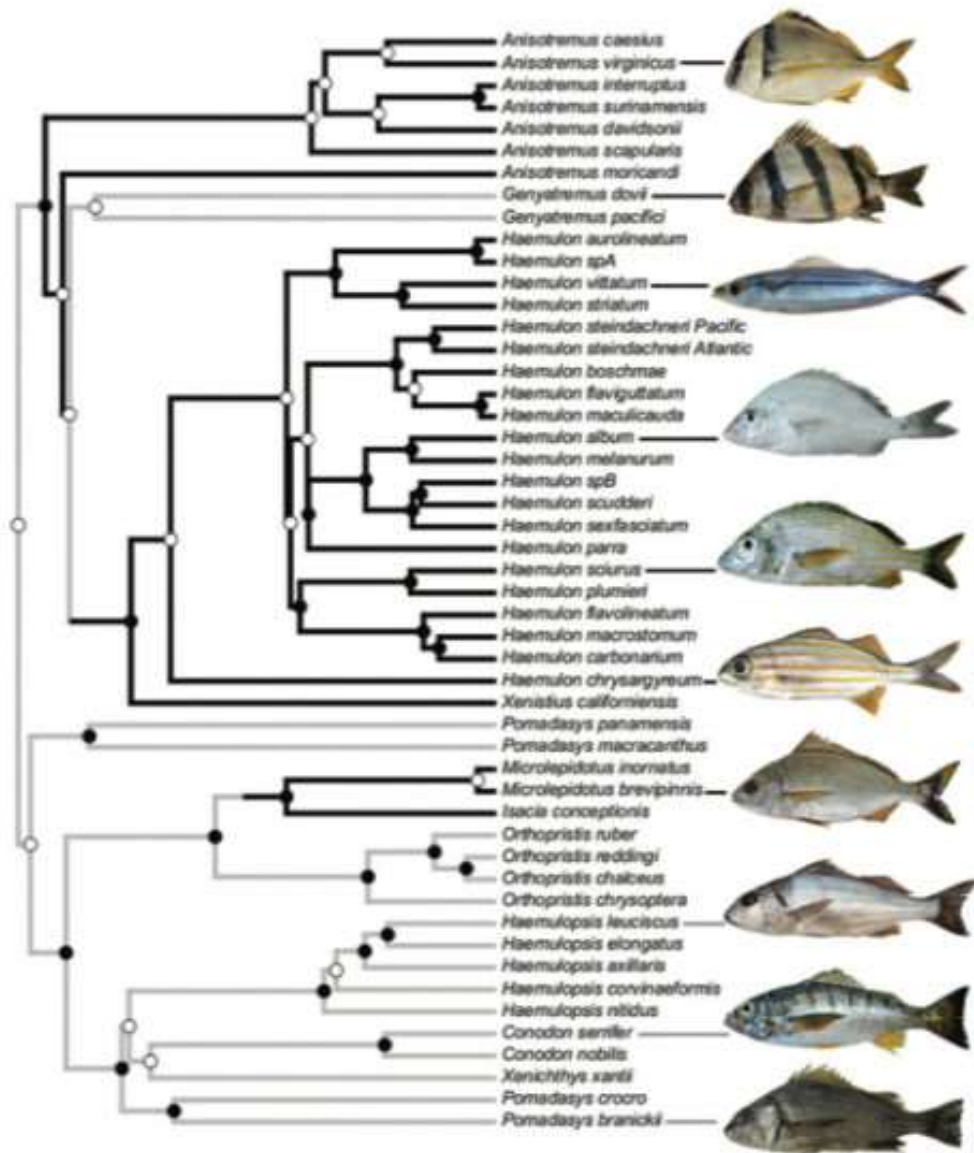 Anisotremus caesius
Anisotremus virginicus
Anisotremus interruptus
Anisotremus surinamensis
Anisotremus davidsonii
Anisotremus scapularis
Anisotremus moricandi
Genyatremus dovii
Genyatremus pacifici
Haemulon aurolineatum
Haemulon spA
Haemulon vittatum
Haemulon striatum
Haemulon steindachneri Pacific
Haemulon steindachneri Atlantic
Haemulon boschmae
Haemulon flaviguttatum
Haemulon maculicauda
Haemulon album
Haemulon melanurum
Haemulon spB
Haemulon scudderi
Haemulon sexfasciatum
Haemulon parra
Haemulon sciurus
Haemulon plumieri
Haemulon flavolineatum
Haemulon macrostomum
Haemulon carbonarium
Haemulon chrysargyreum
Xenistius californiensis
Pomadasys panamensis
Pomadasys macracanthus
Microlepidotus inornatus
Microlepidotus brevipinnis
Isacia conceptionis
Orthopristis ruber
Orthopristis reddingi
Orthopristis chalceus
Orthopristis chrysoptera
Haemulopsis leuciscus
Haemulopsis elongatus
Haemulopsis axillaris
Haemulopsis corvinaeformis
Haemulopsis nitidus
Conodon serrifer
Conodon nobilis
Xenichthys xantii
Pomadasys crocro
Pomadasys branickii